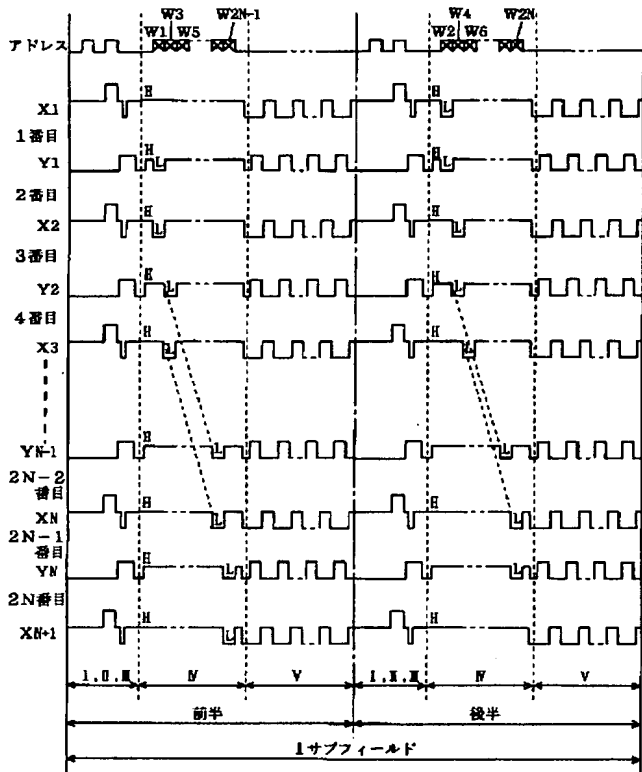 W3 W2N-1 W4 W2N
W1 W5 W2 W6
アドレス
H H
X1 L
1番目
H H
Y1 L L
2番目
H H
X2 L L
3番目
H H
Y2 L L
4番目
H H
X3 L L
H
YN-1 L L
2N-2
番目
H H
XN L L
2N-1
番目
H H
YN L L
2N番目
H H
XN+1 L
I,II,III IV V I,II,III IV V
前半 後半
1サブフィールド